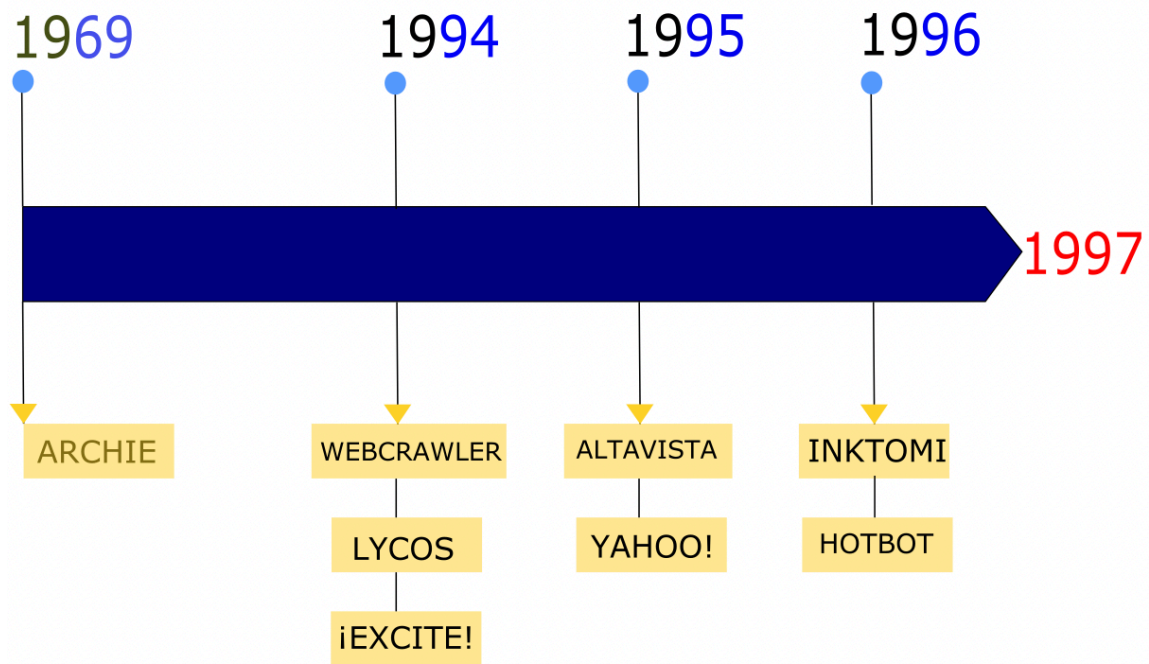 1969
1994
1995
1996
1997
ARCHIE
WEBCRAWLER
ALTAVISTA
INKTOMI
LYCOS
YAHOO!
HOTBOT
¡EXCITE!